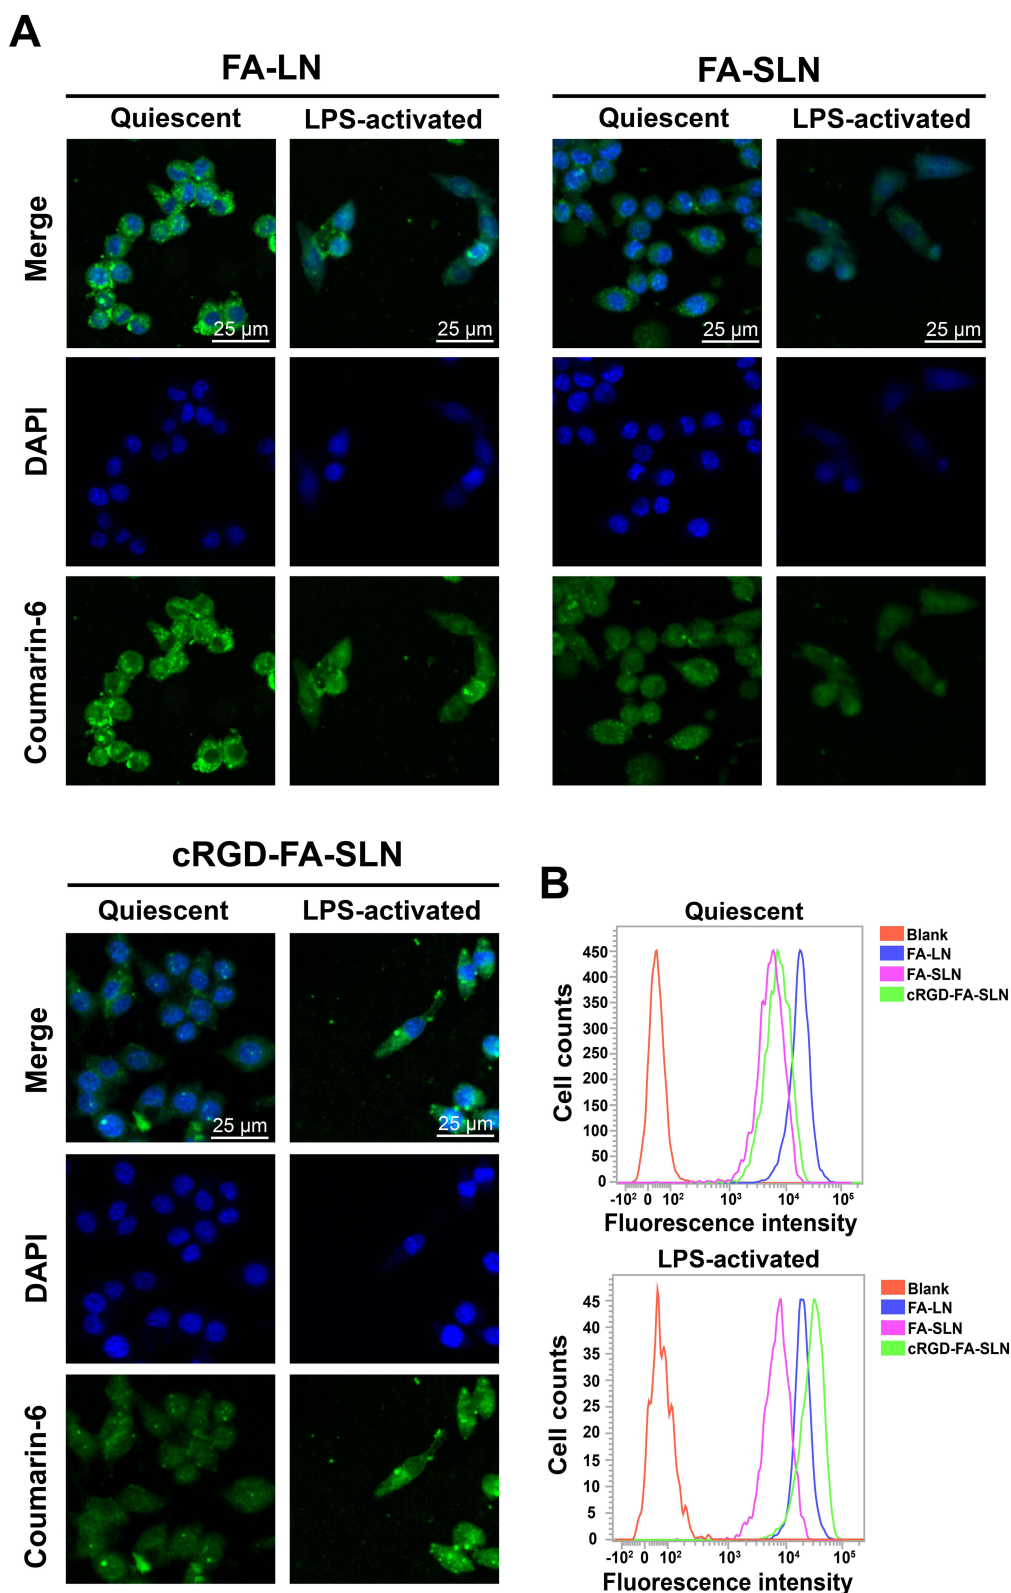 A
FA-LN
FA-SLN
Quiescent
LPS-activated
Quiescent
LPS-activated
Merge
25 µm
25 µm
25 µm
25 µm
DAPI
Coumarin-6
cRGD-FA-SLN
Quiescent
LPS-activated
Merge
25 µm
25 µm
DAPI
Coumarin-6
B
Quiescent
Blank
FA-LN
FA-SLN
cRGD-FA-SLN
Cell counts
450
400
350
300
250
200
150
100
50
0
-10² 0 10² 10³ 10⁴ 10⁵
Fluorescence intensity
LPS-activated
Blank
FA-LN
FA-SLN
cRGD-FA-SLN
Cell counts
45
40
35
30
25
20
15
10
5
0
-10² 0 10² 10³ 10⁴ 10⁵
Fluorescence intensity